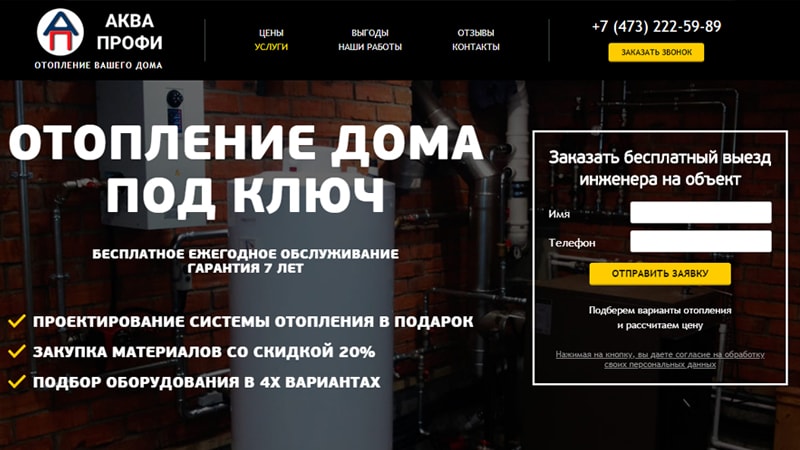 АП
АКВА
ПРОФИ
ОТОПЛЕНИЕ ВАШЕГО ДОМА
ЦЕНЫ
УСЛУГИ
ВЫГОДЫ
НАШИ РАБОТЫ
ОТЗЫВЫ
КОНТАКТЫ
+7 (473) 222-59-89
ЗАКАЗАТЬ ЗВОНОК
ОТОПЛЕНИЕ ДОМА
ПОД КЛЮЧ
БЕСПЛАТНОЕ ЕЖЕГОДНОЕ ОБСЛУЖИВАНИЕ
ГАРАНТИЯ 7 ЛЕТ
ПРОЕКТИРОВАНИЕ СИСТЕМЫ ОТОПЛЕНИЯ В ПОДАРОК
ЗАКУПКА МАТЕРИАЛОВ СО СКИДКОЙ 20%
ПОДБОР ОБОРУДОВАНИЯ В 4Х ВАРИАНТАХ
Заказать бесплатный выезд
инженера на объект
Имя
Телефон
ОТПРАВИТЬ ЗАЯВКУ
Подберем варианты отопления
и рассчитаем цену
Нажимая на кнопку, вы даете согласие на обработку
своих персональных данных